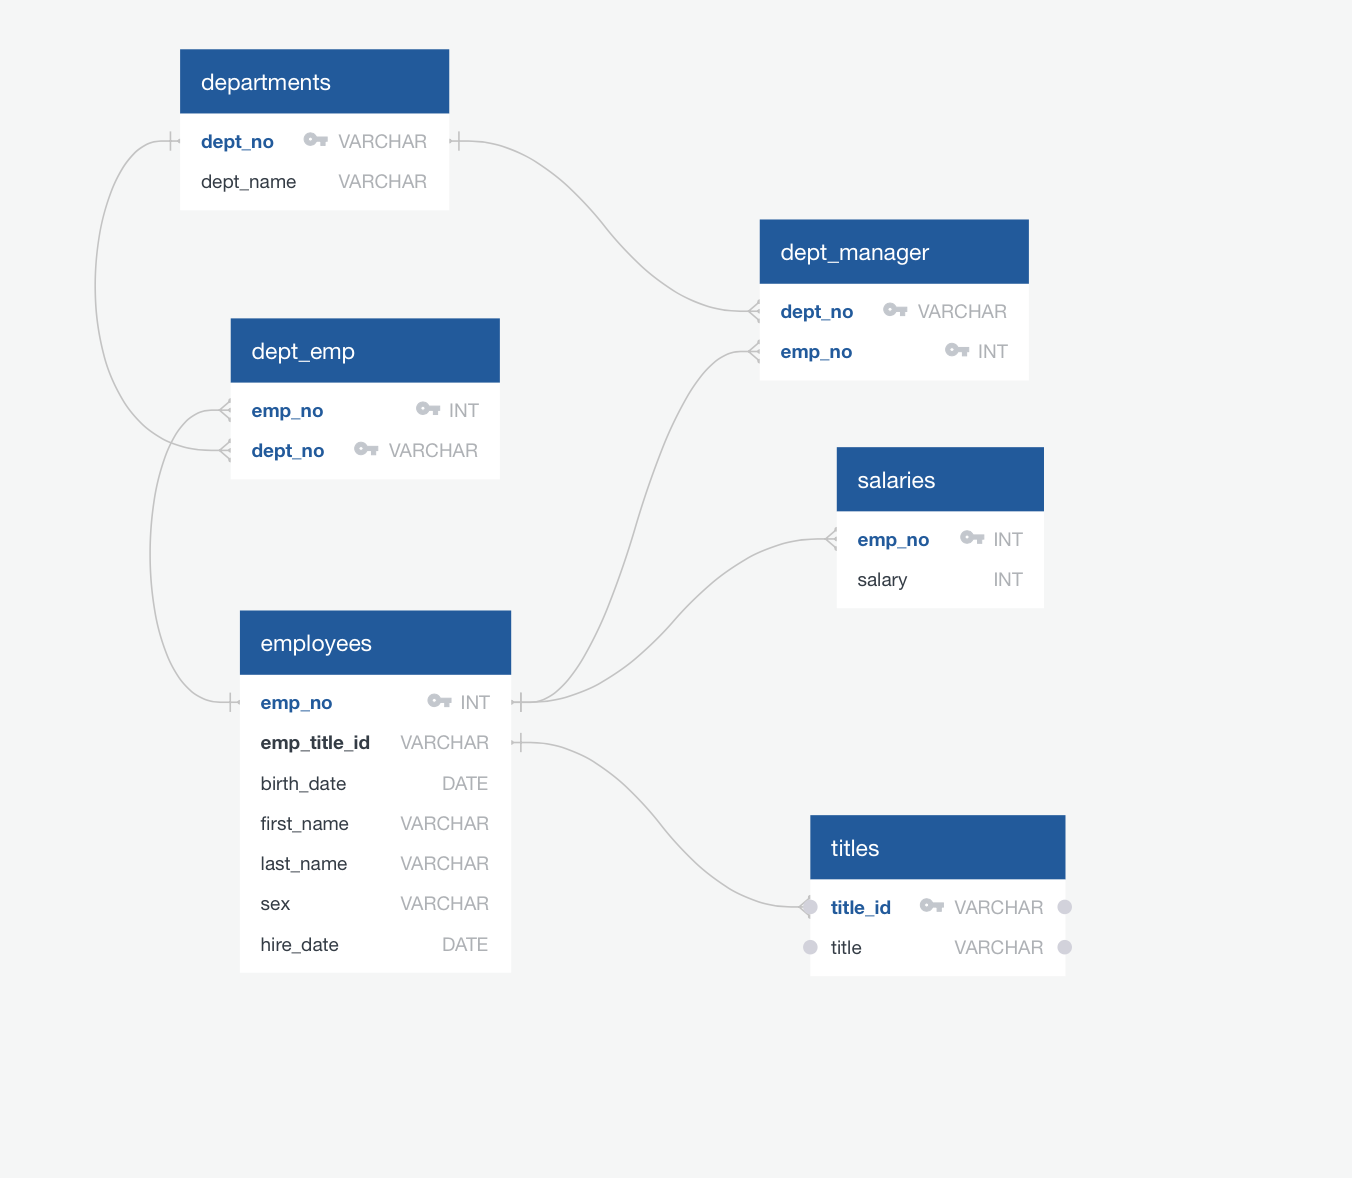 departments
dept_no VARCHAR
dept_name VARCHAR
dept_manager
dept_no VARCHAR
emp_no INT
dept_emp
emp_no INT
dept_no VARCHAR
salaries
emp_no INT
salary INT
employees
emp_no INT
emp_title_id VARCHAR
birth_date DATE
first_name VARCHAR
last_name VARCHAR
sex VARCHAR
hire_date DATE
titles
title_id VARCHAR
title VARCHAR